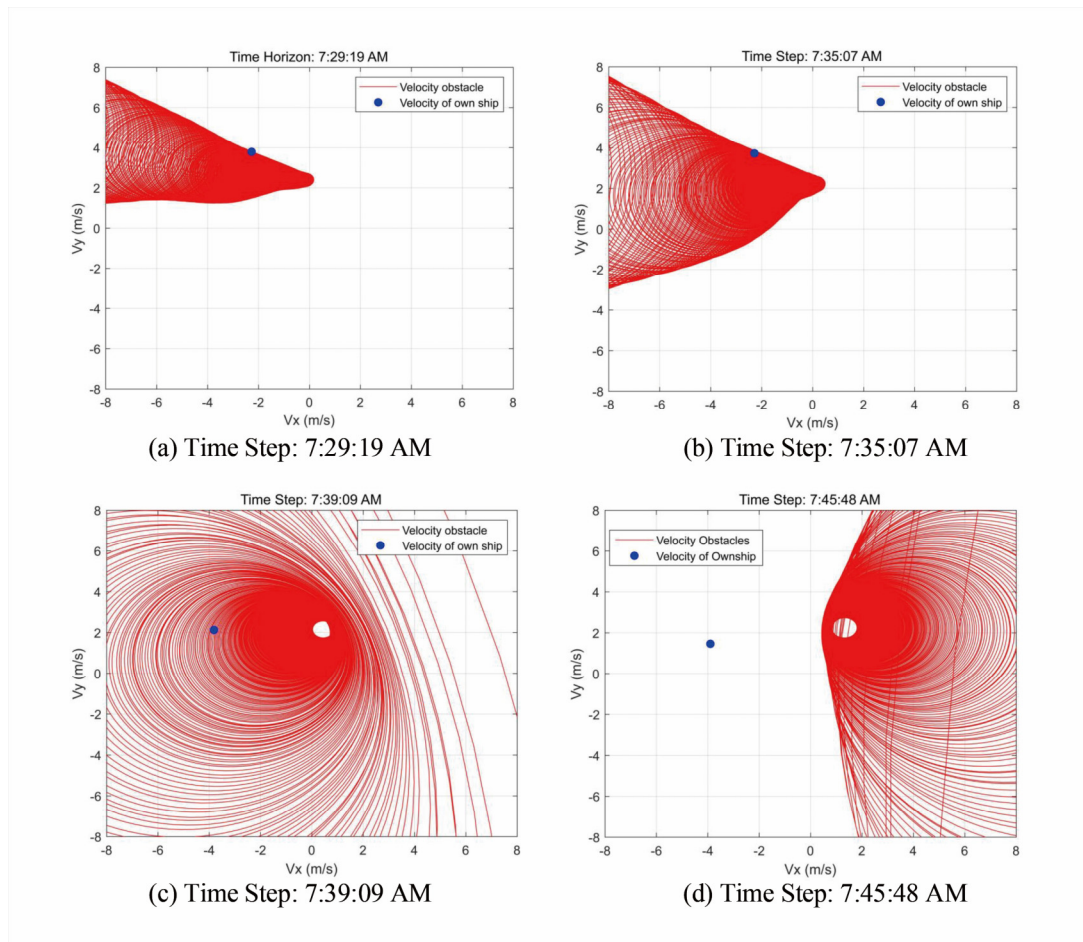 Time Horizon: 7:29:19 AM
Velocity obstacle
Velocity of own ship
8
6
4
2
0
-2
-4
-6
-8
Vy (m/s)
-8 -6 -4 -2 0 2 4 6 8
Vx (m/s)
(a) Time Step: 7:29:19 AM
Time Step: 7:35:07 AM
Velocity obstacle
Velocity of own ship
8
6
4
2
0
-2
-4
-6
-8
Vy (m/s)
-8 -6 -4 -2 0 2 4 6 8
Vx (m/s)
(b) Time Step: 7:35:07 AM
Time Step: 7:39:09 AM
Velocity obstacle
Velocity of own ship
8
6
4
2
0
-2
-4
-6
-8
Vy (m/s)
-8 -6 -4 -2 0 2 4 6 8
Vx (m/s)
(c) Time Step: 7:39:09 AM
Time Step: 7:45:48 AM
Velocity Obstacles
Velocity of Ownship
8
6
4
2
0
-2
-4
-6
-8
Vy (m/s)
-8 -6 -4 -2 0 2 4 6 8
Vx (m/s)
(d) Time Step: 7:45:48 AM